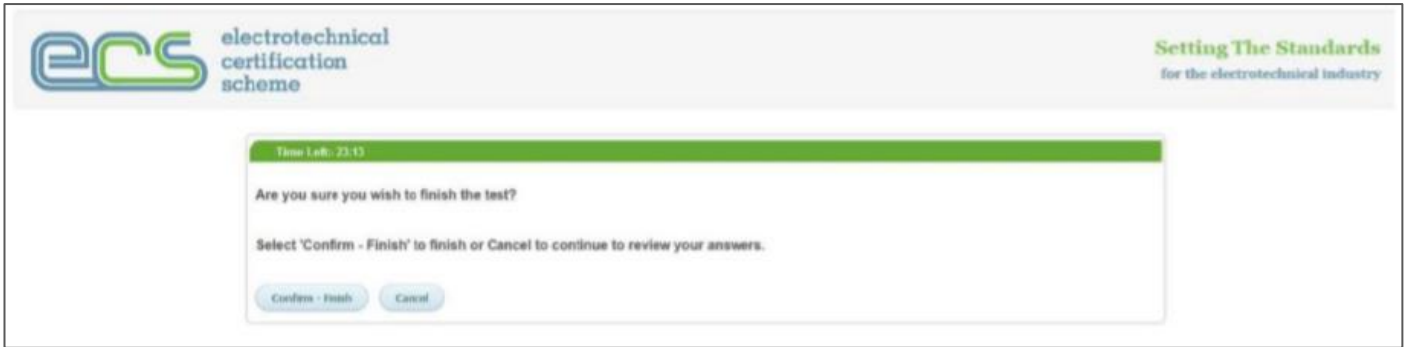 ecs
electrotechnical
certification
scheme
Setting The Standards
for the electrotechnical industry
Time Left:- 23:13
Are you sure you wish to finish the test?
Select 'Confirm - Finish' to finish or Cancel to continue to review your answers.
Confirm - Finish Cancel